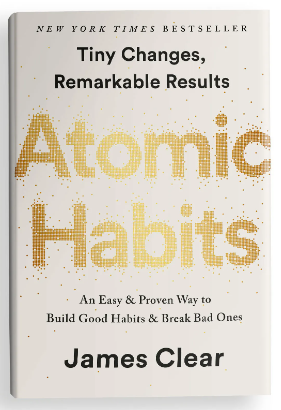 NEW YORK TIMES BESTSELLER
Tiny Changes,
Remarkable Results
Atomic
Habits
An Easy & Proven Way to
Build Good Habits & Break Bad Ones
James Clear